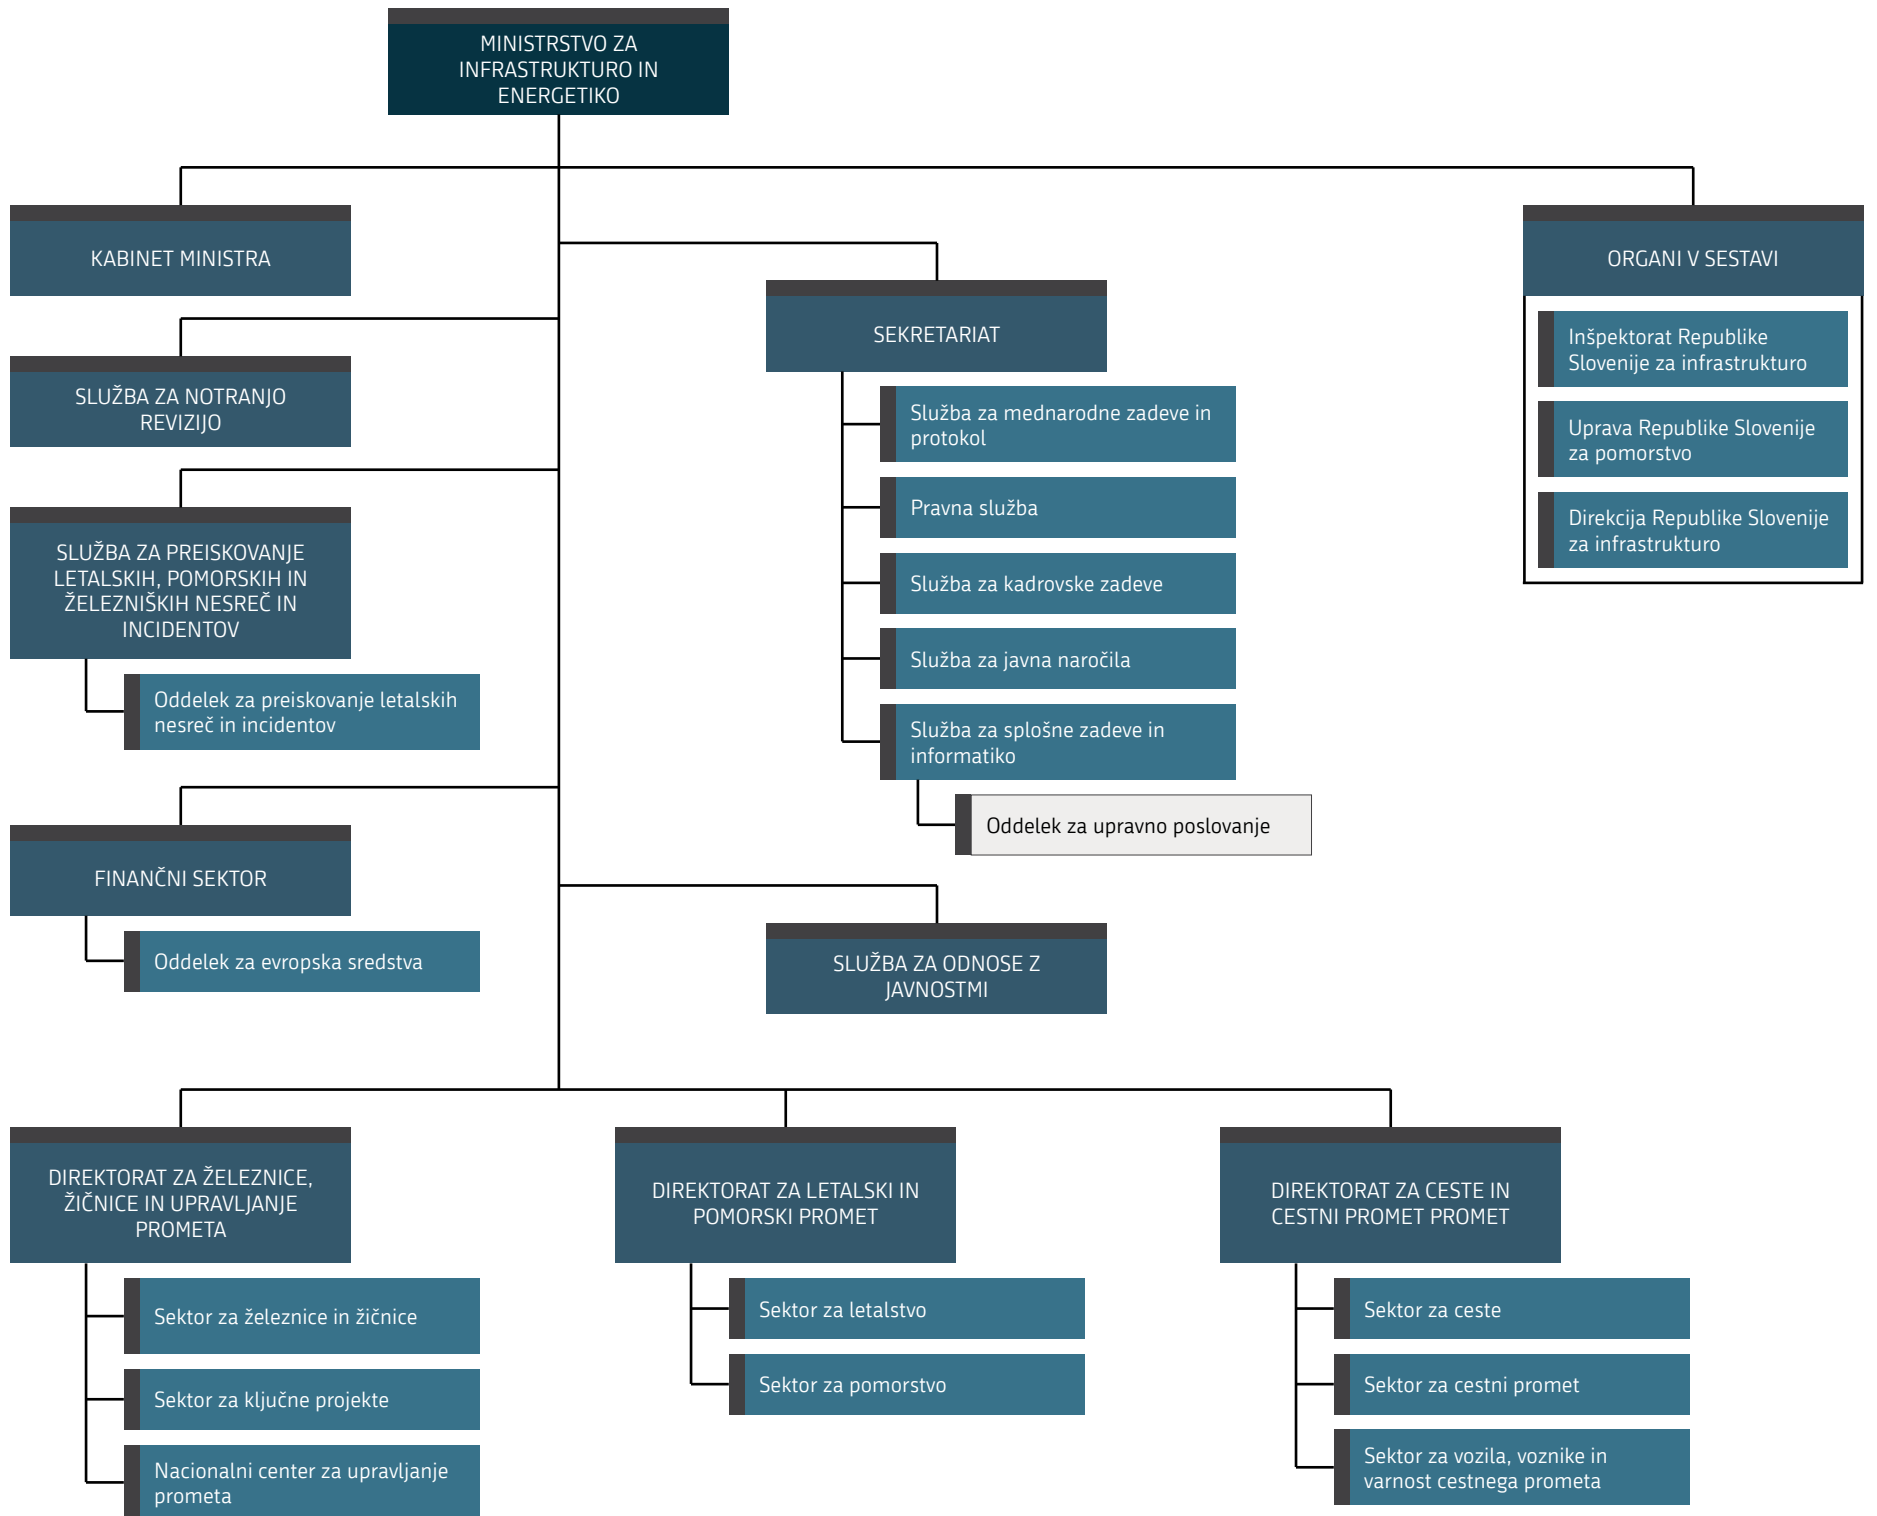 MINISTRSTVO ZA
INFRASTRUKTURO IN
ENERGETIKO
KABINET MINISTRA
SLUŽBA ZA NOTRANJO
REVIZIJO
SLUŽBA ZA PREISKOVANJE
LETALSKIH, POMORSKIH IN
ŽELEZNIŠKIH NESREČ IN
INCIDENTOV
Oddelek za preiskovanje letalskih
nesreč in incidentov
FINANČNI SEKTOR
Oddelek za evropska sredstva
SEKRETARIAT
Služba za mednarodne zadeve in
protokol
Pravna služba
Služba za kadrovske zadeve
Služba za javna naročila
Služba za splošne zadeve in
informatiko
Oddelek za upravno poslovanje
SLUŽBA ZA ODNOSE Z
JAVNOSTMI
ORGANI V SESTAVI
Inšpektorat Republike
Slovenije za infrastrukturo
Uprava Republike Slovenije
za pomorstvo
Direkcija Republike Slovenije
za infrastrukturo
DIREKTORAT ZA ŽELEZNICE,
ŽIČNICE IN UPRAVLJANJE
PROMETA
Sektor za železnice in žičnice
Sektor za ključne projekte
Nacionalni center za upravljanje
prometa
DIREKTORAT ZA LETALSKI IN
POMORSKI PROMET
Sektor za letalstvo
Sektor za pomorstvo
DIREKTORAT ZA CESTE IN
CESTNI PROMET PROMET
Sektor za ceste
Sektor za cestni promet
Sektor za vozila, voznike in
varnost cestnega prometa